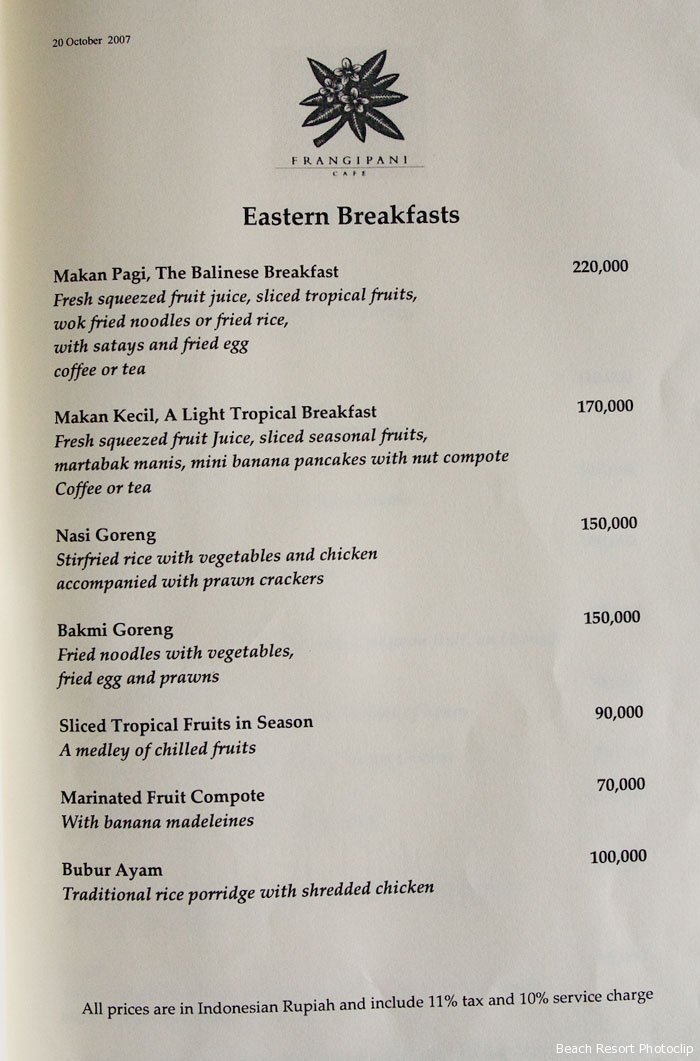 20 October 2007
FRANGIPANI
CAFE
Eastern Breakfasts
Makan Pagi, The Balinese Breakfast 220,000
Fresh squeezed fruit juice, sliced tropical fruits,
wok fried noodles or fried rice,
with satays and fried egg
coffee or tea
Makan Kecil, A Light Tropical Breakfast 170,000
Fresh squeezed fruit Juice, sliced seasonal fruits,
martabak manis, mini banana pancakes with nut compote
Coffee or tea
Nasi Goreng 150,000
Stirfried rice with vegetables and chicken
accompanied with prawn crackers
Bakmi Goreng 150,000
Fried noodles with vegetables,
fried egg and prawns
Sliced Tropical Fruits in Season 90,000
A medley of chilled fruits
Marinated Fruit Compote 70,000
With banana madeleines
Bubur Ayam 100,000
Traditional rice porridge with shredded chicken
All prices are in Indonesian Rupiah and include 11% tax and 10% service charge
Beach Resort Photoclip